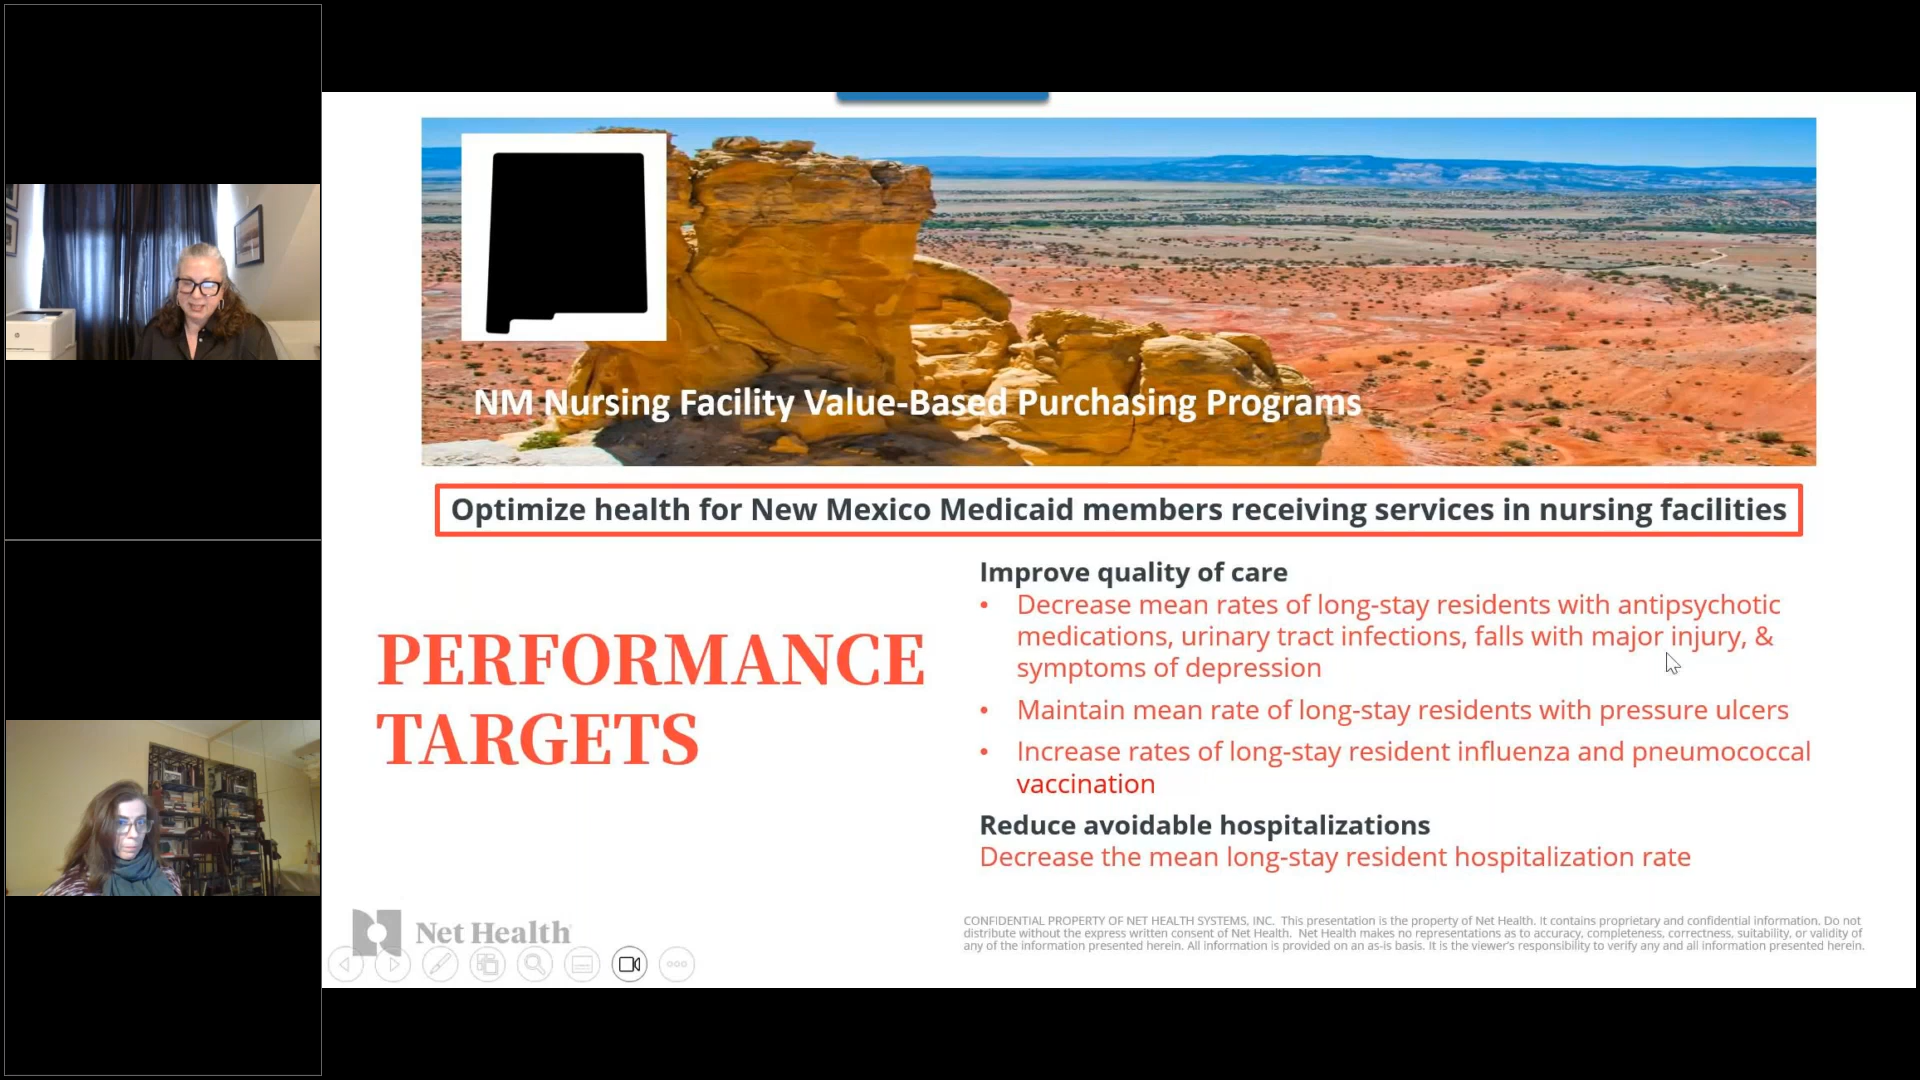 NM Nursing Facility Value-Based Purchasing Programs
Optimize health for New Mexico Medicaid members receiving services in nursing facilities
PERFORMANCE
TARGETS
Improve quality of care
• Decrease mean rates of long-stay residents with antipsychotic
medications, urinary tract infections, falls with major injury, &
symptoms of depression
• Maintain mean rate of long-stay residents with pressure ulcers
• Increase rates of long-stay resident influenza and pneumococcal
vaccination
Reduce avoidable hospitalizations
Decrease the mean long-stay resident hospitalization rate
Net Health
CONFIDENTIAL PROPERTY OF NET HEALTH SYSTEMS, INC. This presentation is the property of Net Health. It contains proprietary and confidential information. Do not
distribute without the express written consent of Net Health. Net Health makes no representations as to accuracy, completeness, correctness, suitability, or validity of
any of the information presented herein. All information is provided on an as-is basis. It is the viewer's responsibility to verify any and all information presented herein.